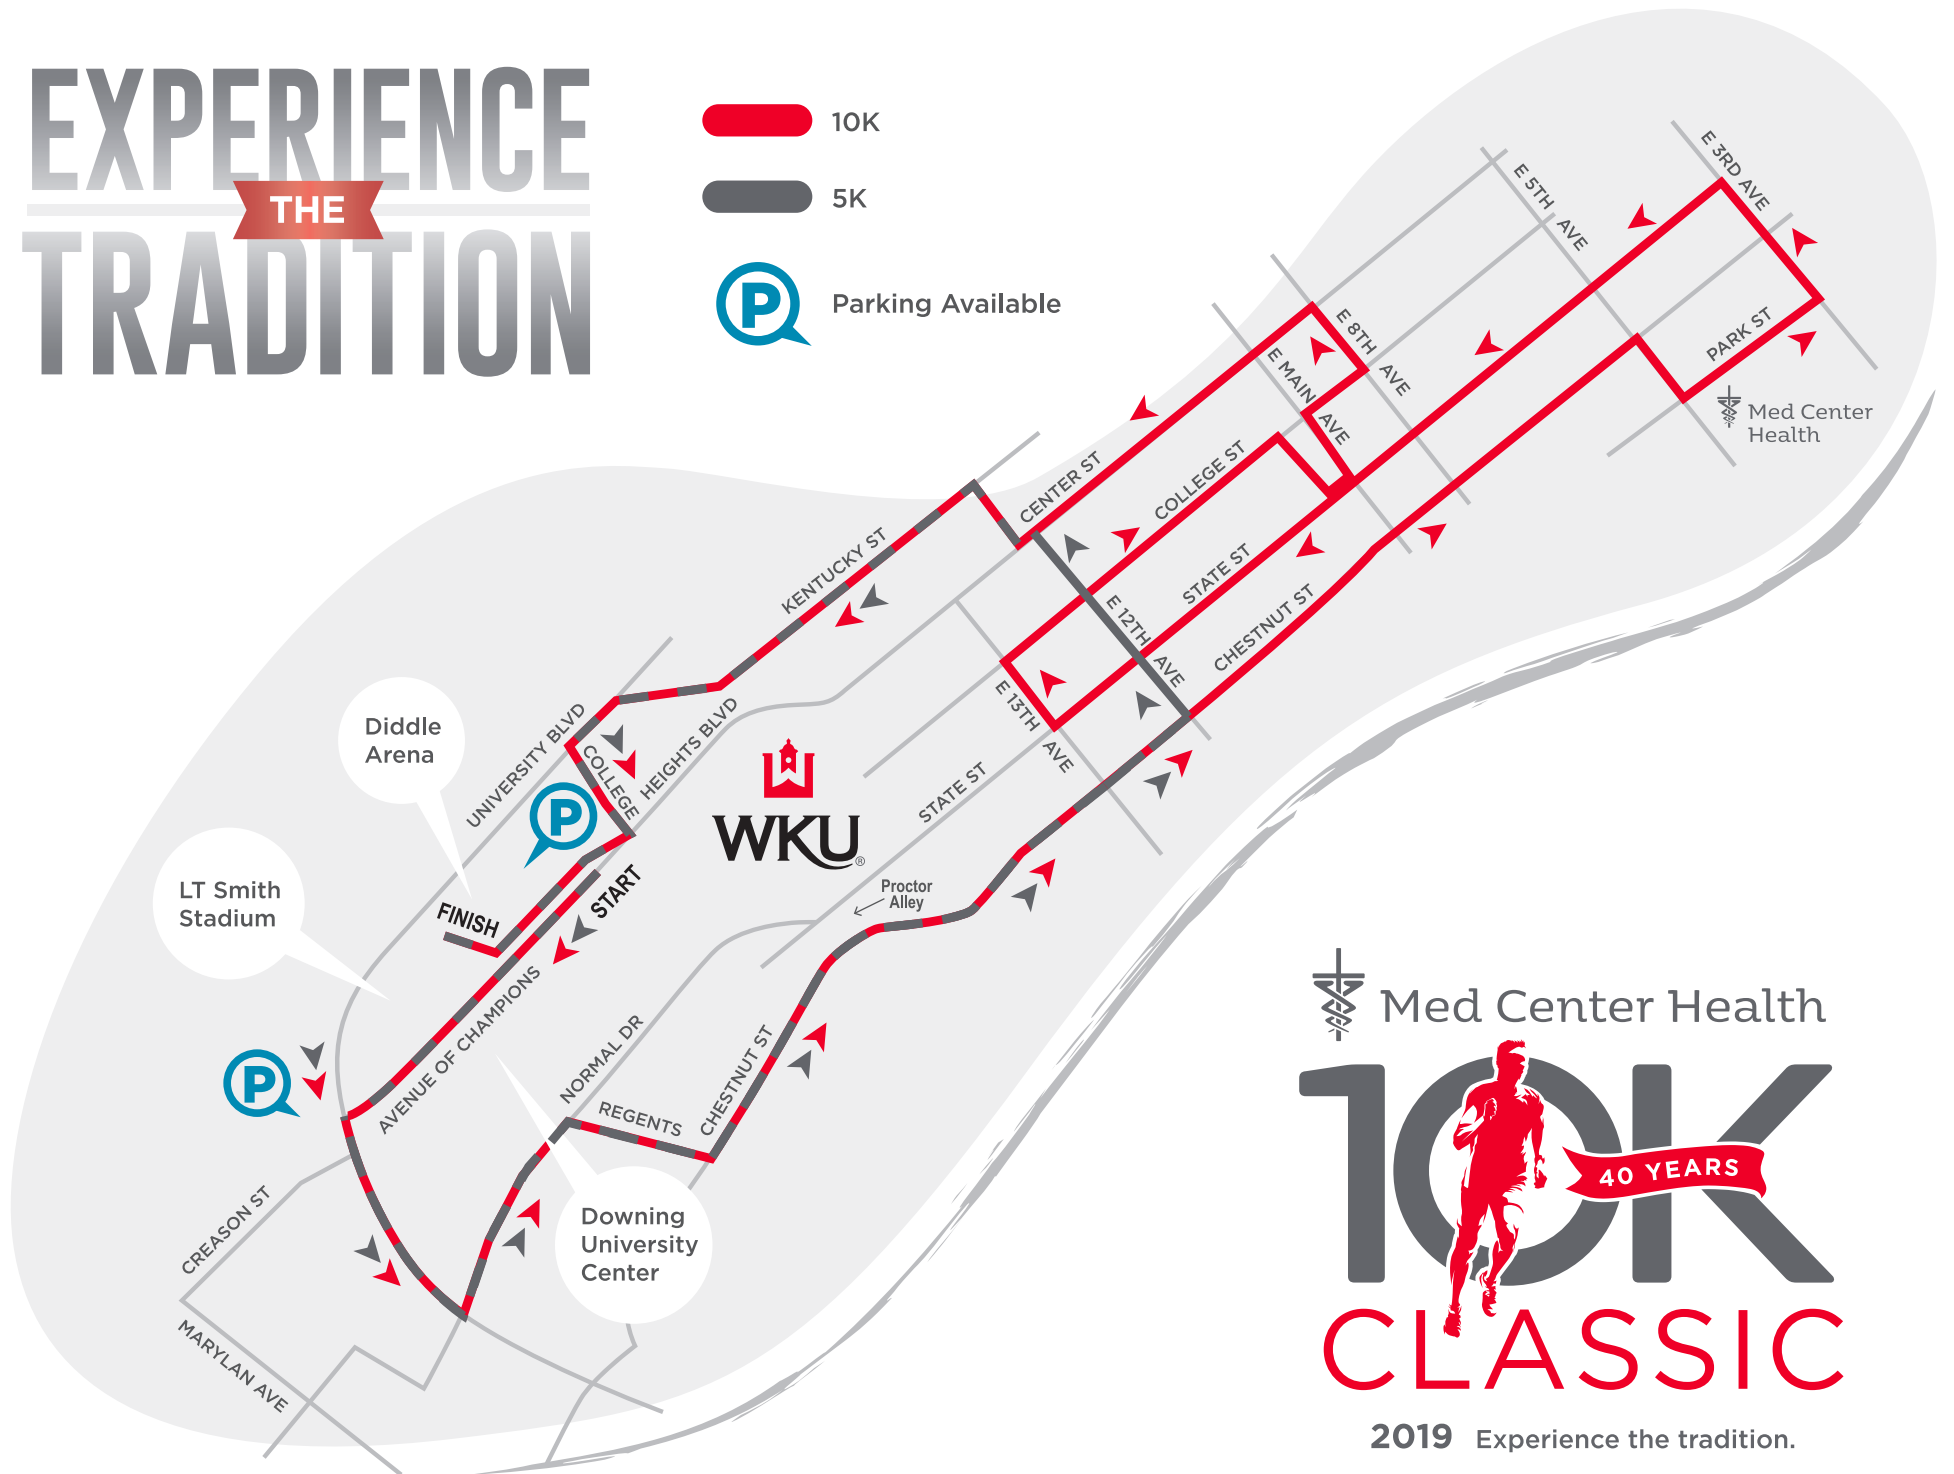 EXPERIENCE
THE
TRADITION
10K
5K
P
Parking Available
E 3RD AVE
E 5TH AVE
PARK ST
E 8TH AVE
E MAIN AVE
Med Center
Health
CENTER ST
COLLEGE ST
STATE ST
CHESTNUT ST
E 12TH AVE
E 13TH AVE
KENTUCKY ST
UNIVERSITY BLVD
COLLEGE HEIGHTS BLVD
Diddle
Arena
P
WKU®
STATE ST
LT Smith
Stadium
FINISH
START
Proctor
Alley
AVENUE OF CHAMPIONS
NORMAL DR
REGENTS
CHESTNUT ST
P
CREASON ST
MARYLAN AVE
Downing
University
Center
Med Center Health
10K
40 YEARS
CLASSIC
2019 Experience the tradition.